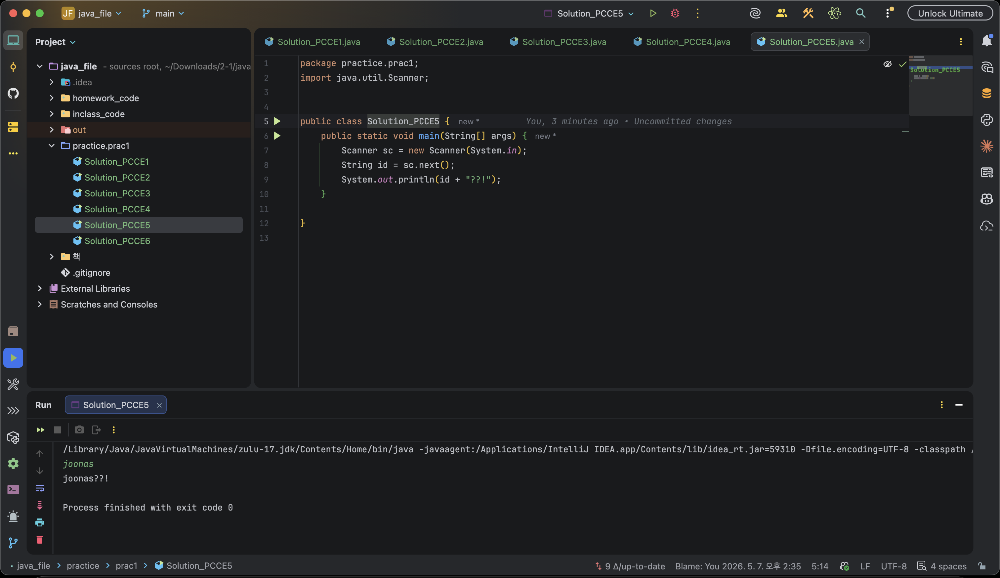 JF java_file main Solution_PCCE5 Unlock Ultimate
Project
java_file - sources root, ~/Downloads/2-1/java
.idea
homework_code
inclass_code
out
practice.prac1
Solution_PCCE1
Solution_PCCE2
Solution_PCCE3
Solution_PCCE4
Solution_PCCE5
Solution_PCCE6
책
.gitignore
External Libraries
Scratches and Consoles
Solution_PCCE1.java Solution_PCCE2.java Solution_PCCE3.java Solution_PCCE4.java Solution_PCCE5.java
1 package practice.prac1;
2 import java.util.Scanner;
3
4
5 public class Solution_PCCE5 { new * You, 3 minutes ago • Uncommitted changes
6 public static void main(String[] args) { new *
7 Scanner sc = new Scanner(System.in);
8 String id = sc.next();
9 System.out.println(id + "??!");
10 }
11
12 }
13
Solution_PCCE5
Run Solution_PCCE5
/Library/Java/JavaVirtualMachines/zulu-17.jdk/Contents/Home/bin/java -javaagent:/Applications/IntelliJ IDEA.app/Contents/lib/idea_rt.jar=59310 -Dfile.encoding=UTF-8 -classpath /
joonas
joonas??!
Process finished with exit code 0
java_file > practice > prac1 > Solution_PCCE5 9 Δ/up-to-date Blame: You 2026. 5. 7. 오후 2:35 5:14 LF UTF-8 4 spaces